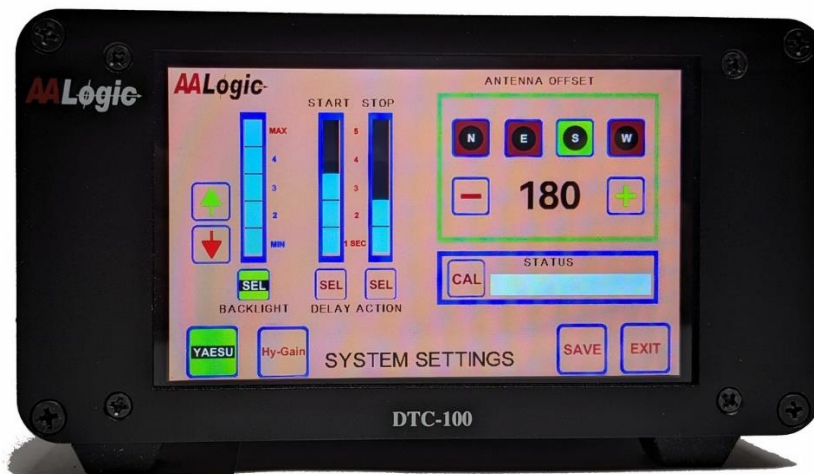 AALogic
AALogic
START STOP
ANTENNA OFFSET
MAX
4
3
2
MIN
5
4
3
2
1 SEC
N E S W
180
STATUS
CAL
SEL
SEL
SEL
BACKLIGHT
DELAY ACTION
YAESU
Hy-Gain
SYSTEM SETTINGS
SAVE
EXIT
DTC-100